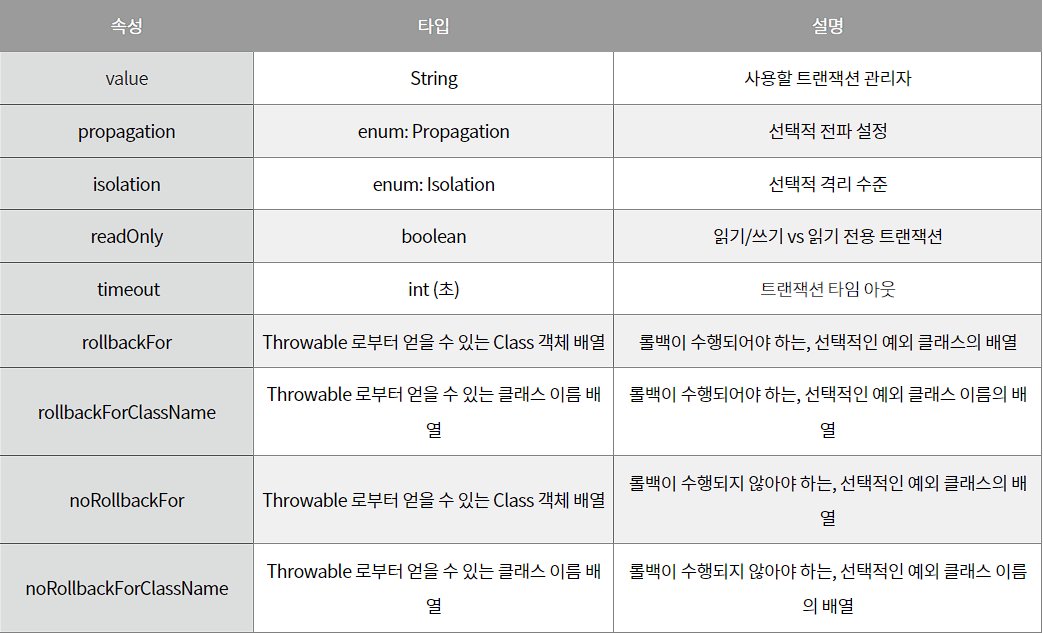 속성 타입 설명
value String 사용할 트랜잭션 관리자
propagation enum: Propagation 선택적 전파 설정
isolation enum: Isolation 선택적 격리 수준
readOnly boolean 읽기/쓰기 vs 읽기 전용 트랜잭션
timeout int (초) 트랜잭션 타임 아웃
rollbackFor Throwable 로부터 얻을 수 있는 Class 객체 배열 롤백이 수행되어야 하는, 선택적인 예외 클래스의 배열
rollbackForClassName
Throwable 로부터 얻을 수 있는 클래스 이름 배
열
롤백이 수행되어야 하는, 선택적인 예외 클래스 이름의 배
열
noRollbackFor
Throwable 로부터 얻을 수 있는 Class 객체 배열
롤백이 수행되지 않아야 하는, 선택적인 예외 클래스의 배
열
noRollbackForClassName
Throwable 로부터 얻을 수 있는 클래스 이름 배
열
롤백이 수행되지 않아야 하는, 선택적인 예외 클래스 이름
의 배열